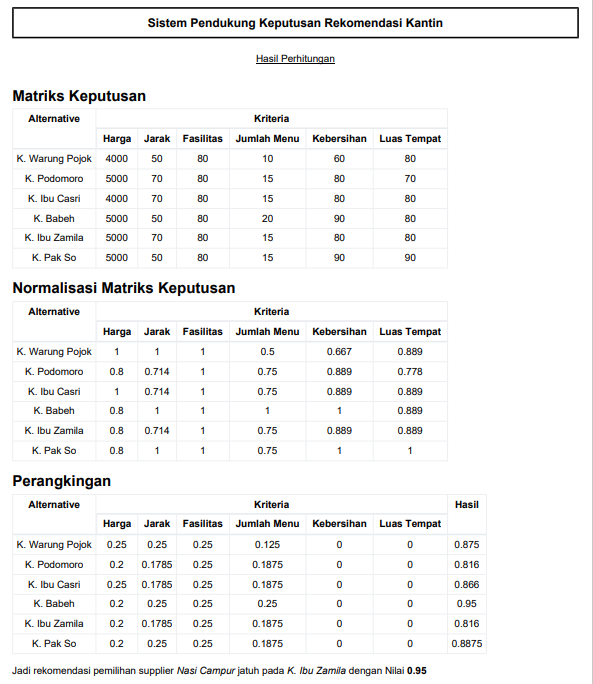 Sistem Pendukung Keputusan Rekomendasi Kantin
Hasil Perhitungan
Matriks Keputusan
Alternative Kriteria
Harga Jarak Fasilitas Jumlah Menu Kebersihan Luas Tempat
K. Warung Pojok 4000 50 80 10 60 80
K. Podomoro 5000 70 80 15 80 70
K. Ibu Casri 4000 70 80 15 80 80
K. Babeh 5000 50 80 20 90 80
K. Ibu Zamila 5000 70 80 15 80 80
K. Pak So 5000 50 80 15 90 90
Normalisasi Matriks Keputusan
Alternative Kriteria
Harga Jarak Fasilitas Jumlah Menu Kebersihan Luas Tempat
K. Warung Pojok 1 1 1 0.5 0.667 0.889
K. Podomoro 0.8 0.714 1 0.75 0.889 0.778
K. Ibu Casri 1 0.714 1 0.75 0.889 0.889
K. Babeh 0.8 1 1 1 1 0.889
K. Ibu Zamila 0.8 0.714 1 0.75 0.889 0.889
K. Pak So 0.8 1 1 0.75 1 1
Perangkingan
Alternative Kriteria Hasil
Harga Jarak Fasilitas Jumlah Menu Kebersihan Luas Tempat
K. Warung Pojok 0.25 0.25 0.25 0.125 0 0 0.875
K. Podomoro 0.2 0.1785 0.25 0.1875 0 0 0.816
K. Ibu Casri 0.25 0.1785 0.25 0.1875 0 0 0.866
K. Babeh 0.2 0.25 0.25 0.25 0 0 0.95
K. Ibu Zamila 0.2 0.1785 0.25 0.1875 0 0 0.816
K. Pak So 0.2 0.25 0.25 0.1875 0 0 0.8875
Jadi rekomendasi pemilihan supplier Nasi Campur jatuh pada K. Ibu Zamila dengan Nilai 0.95